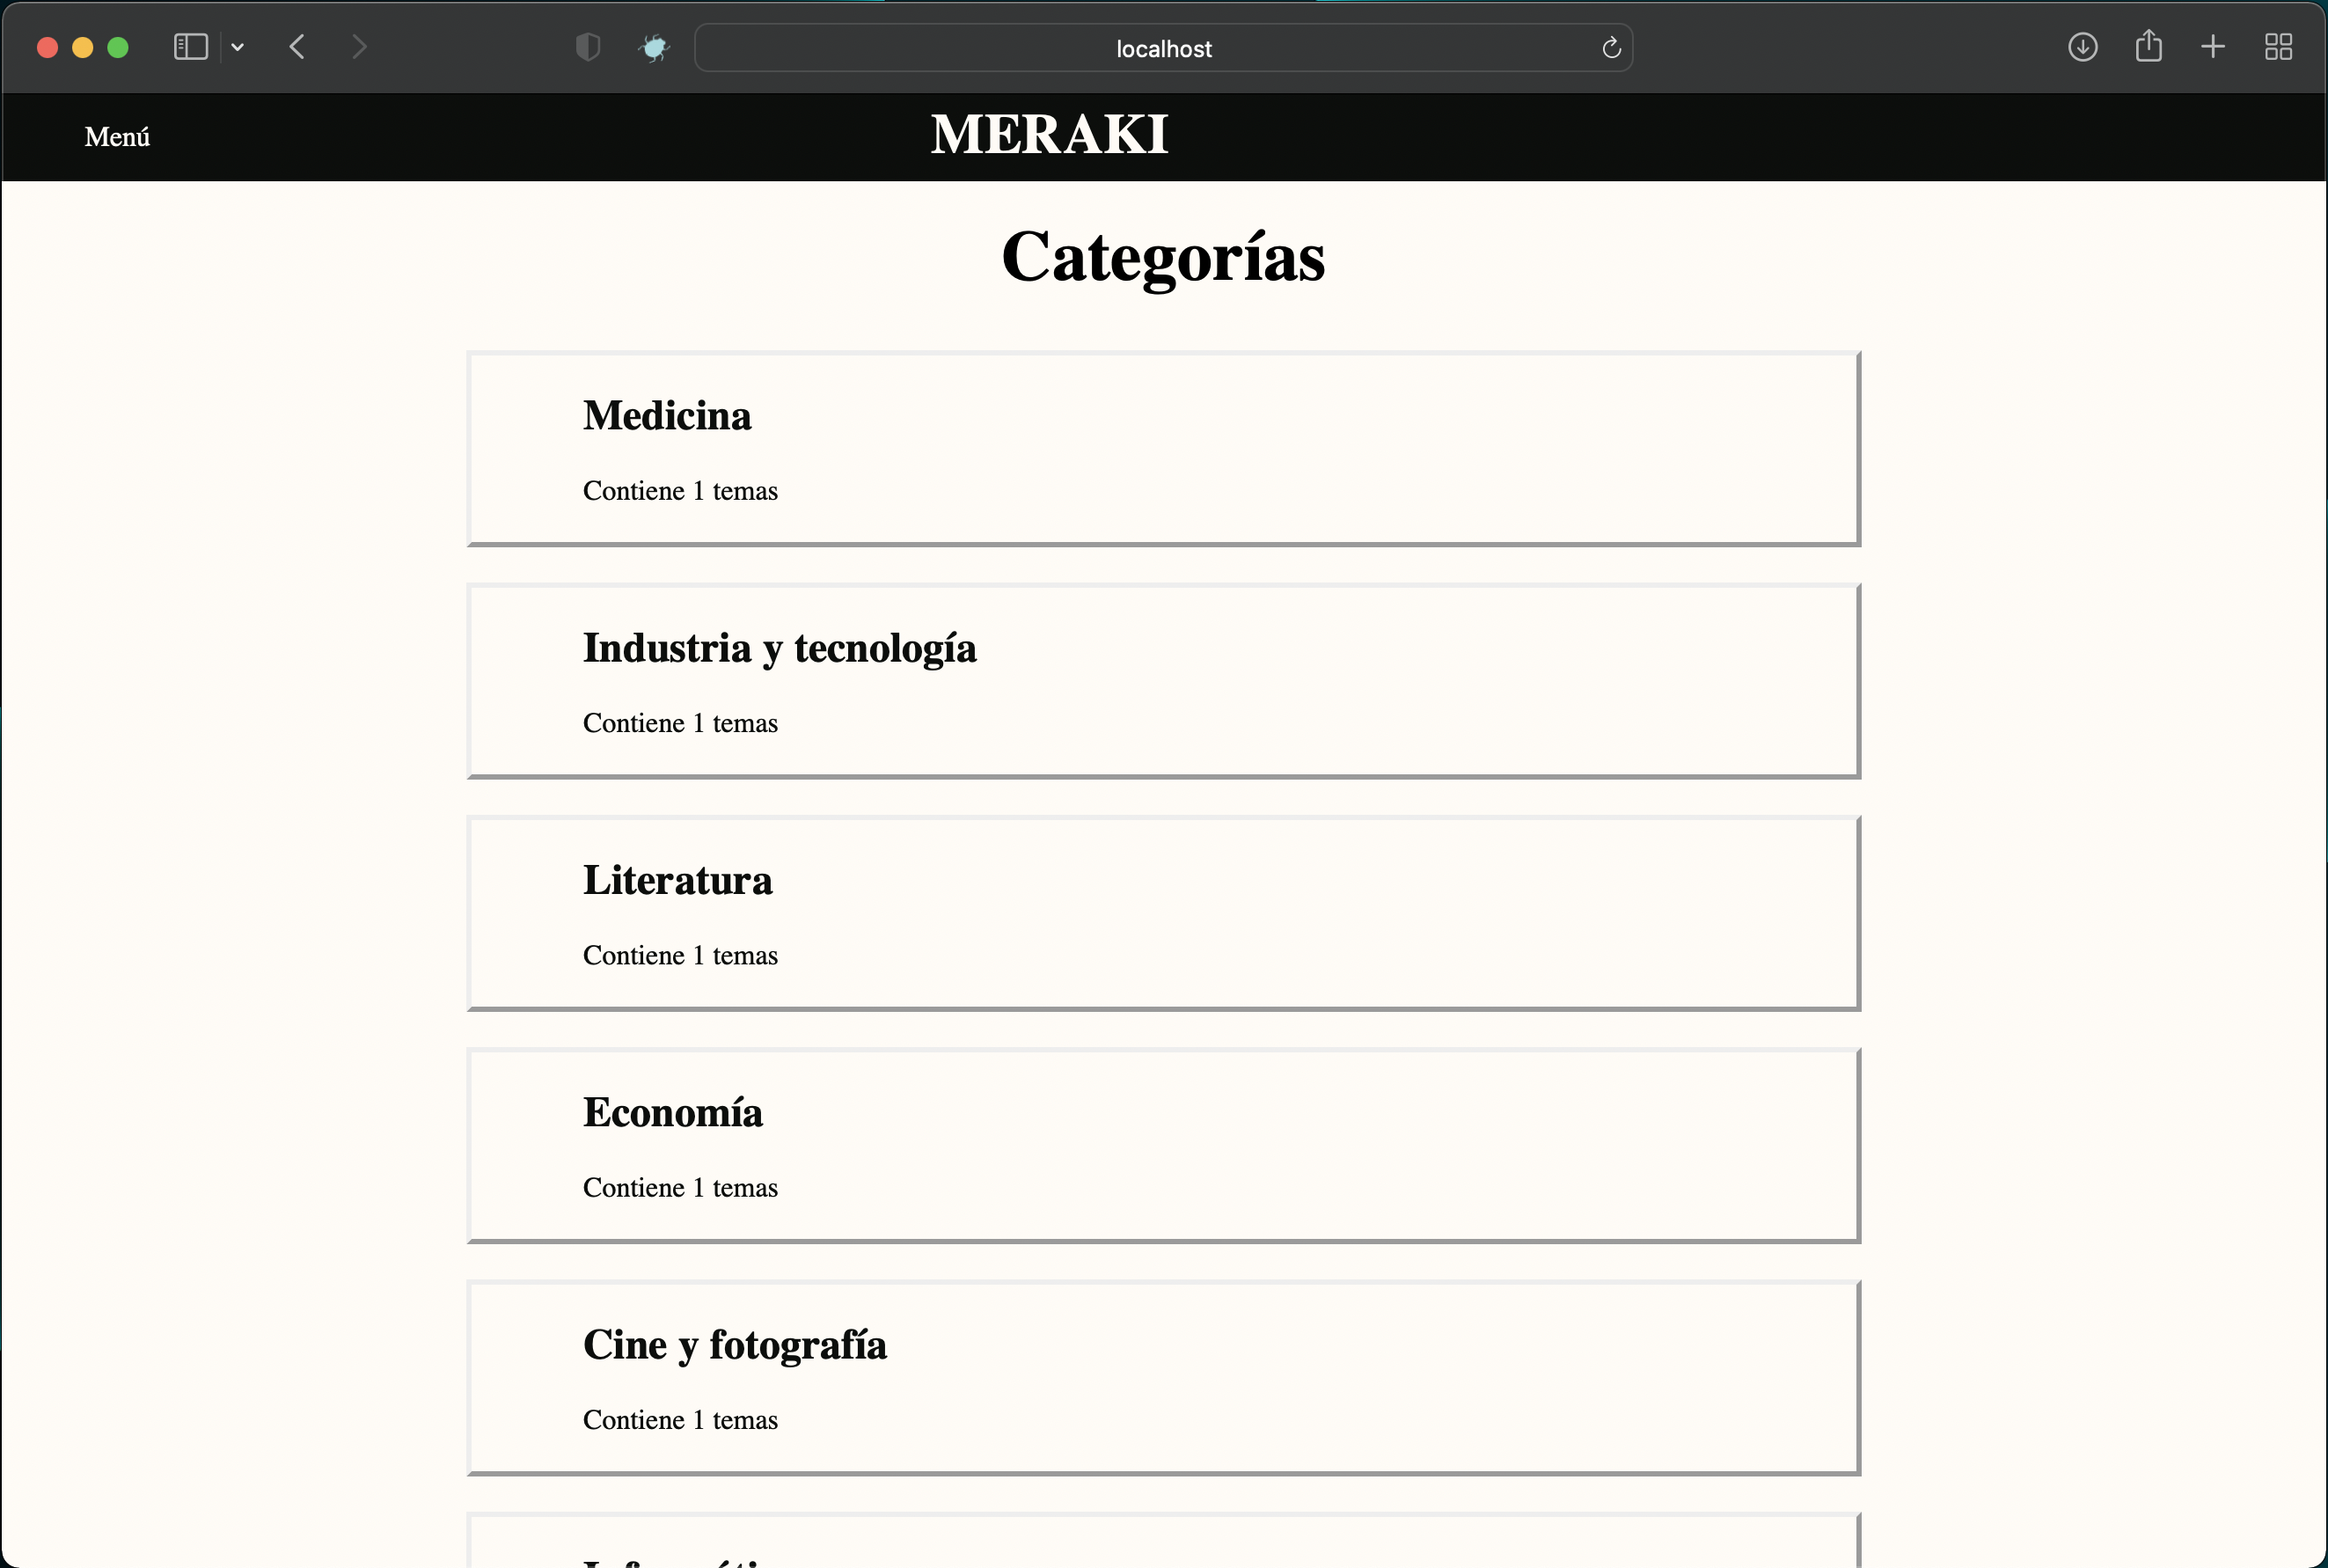 localhost
Menú
MERAKI
Categorías
Medicina
Contiene 1 temas
Industria y tecnología
Contiene 1 temas
Literatura
Contiene 1 temas
Economía
Contiene 1 temas
Cine y fotografía
Contiene 1 temas